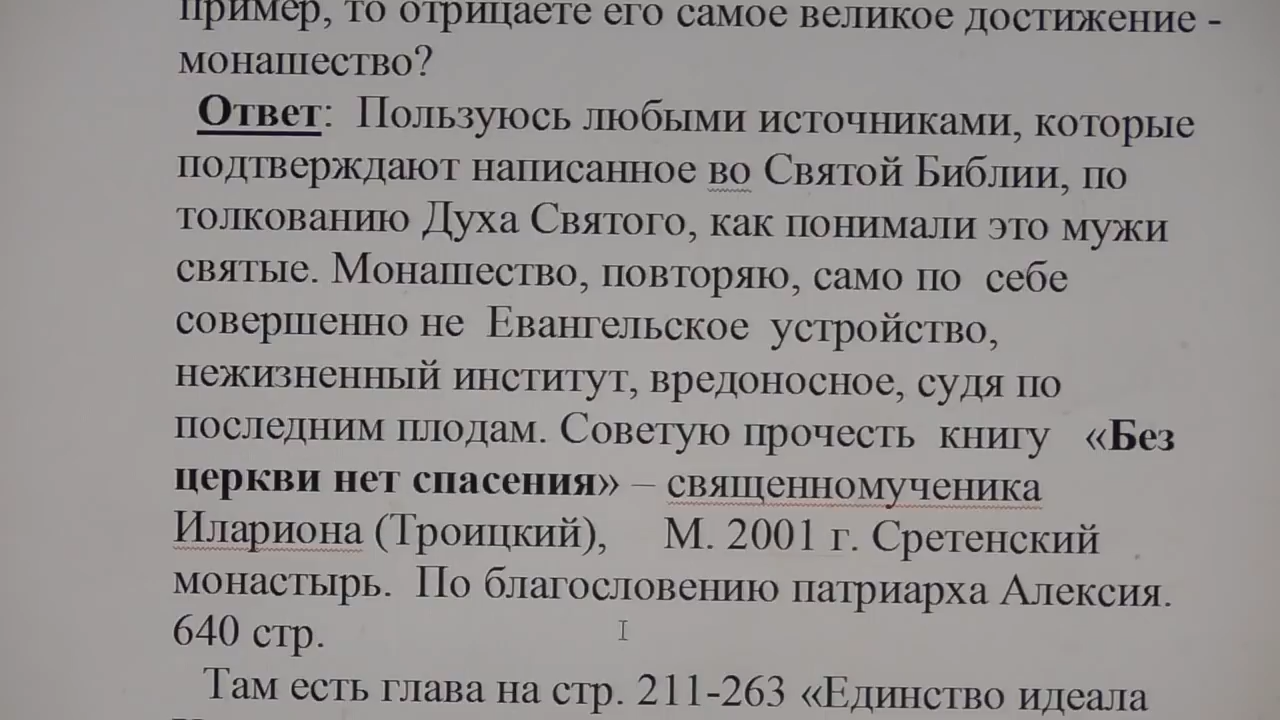 пример, то отрицаете его самое великое достижение -
монашество?
Ответ: Пользуюсь любыми источниками, которые
подтверждают написанное во Святой Библии, по
толкованию Духа Святого, как понимали это мужи
святые. Монашество, повторяю, само по себе
совершенно не Евангельское устройство,
нежизненный институт, вредоносное, судя по
последним плодам. Советую прочесть книгу «Без
церкви нет спасения» – священномученика
Илариона (Троицкий), М. 2001 г. Сретенский
монастырь. По благословению патриарха Алексия.
640 стр.
Там есть глава на стр. 211-263 «Единство идеала